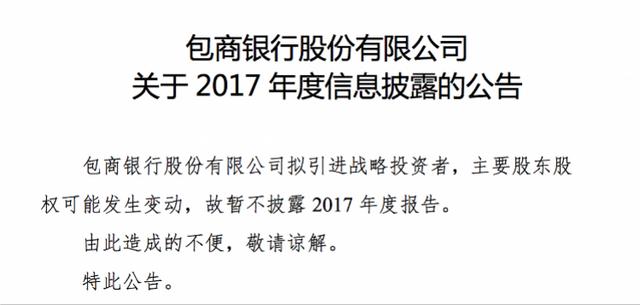 包商银行股份有限公司
关于 2017 年度信息披露的公告
包商银行股份有限公司拟引进战略投资者，主要股东股
权可能发生变动，故暂不披露 2017 年度报告。
由此造成的不便，敬请谅解。
特此公告。